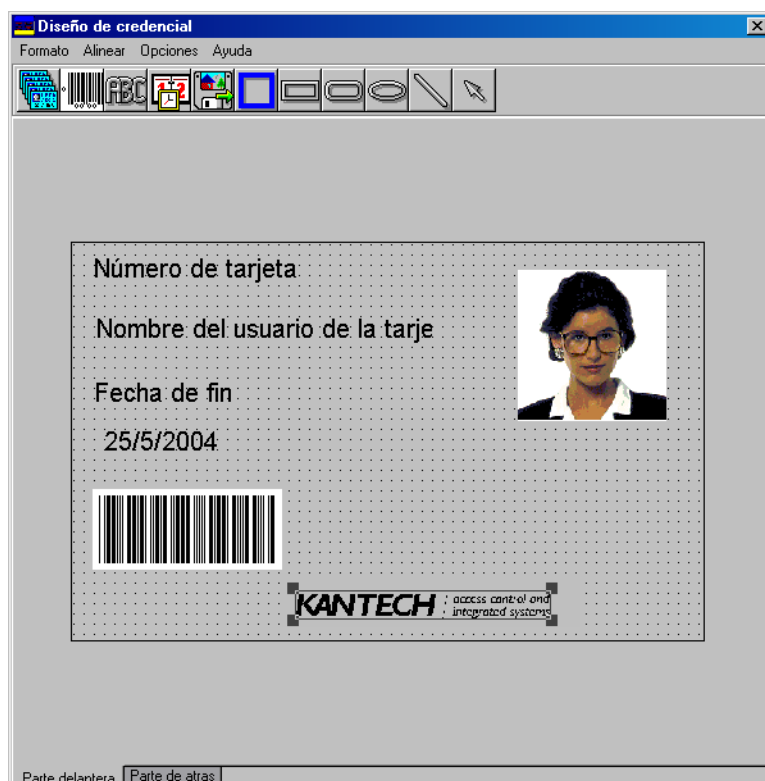 Diseño de credencial
Formato Alinear Opciones Ayuda
ABC
Número de tarjeta
Nombre del usuario de la tarje
Fecha de fin
25/5/2004
KANTECH access control and
integrated systems
Parte delantera Parte de atras